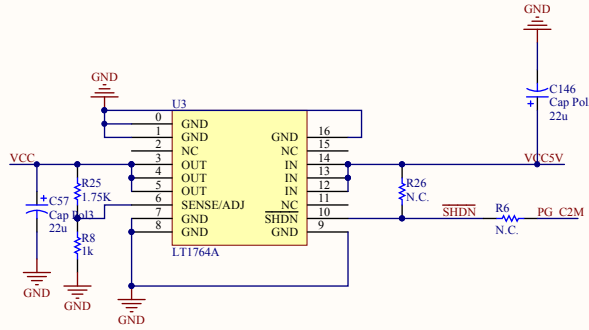 GND
GND
U3
C146
Cap Pol
22u
0 GND
1 GND GND 16
2 NC NC 15
VCC 3 OUT IN 14 VCC5V
4 OUT IN 13
5 OUT IN 12
R25
1.75K
R26
N.C.
C57
Cap Pol3
22u
6 SENSE/ADJ NC 11
7 GND SHDN 10
8 GND GND 9
SHDN R6 PG_C2M
N.C.
R8
1k
LT1764A
GND
GND
GND